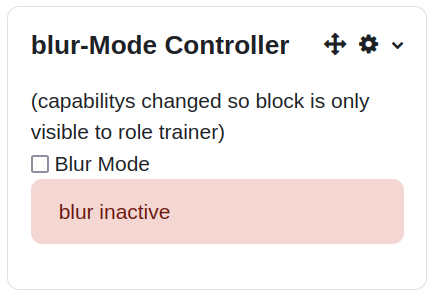 blur-Mode Controller
(capabilitys changed so block is only
visible to role trainer)
Blur Mode
blur inactive